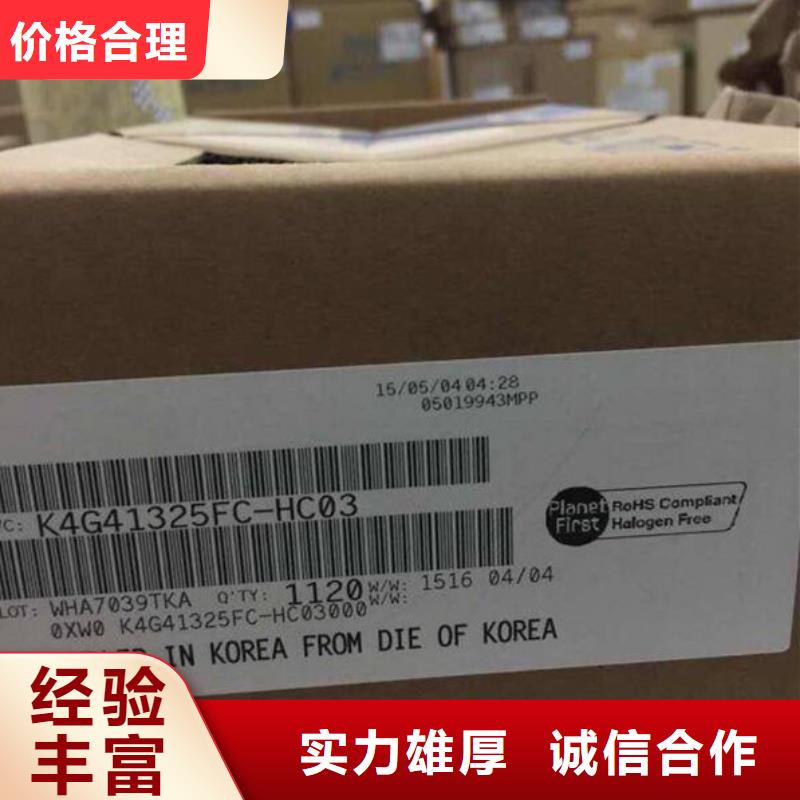 价格合理
15/05/04 04:28
05019943MPP
C: K4G41325FC-HC03
Planet First
RoHS Compliant
Halogen Free
LOT: WHA7039TKA Q'TY: 1120 W/W: 1516 04/04
W/W:
0XW0 K4G41325FC-HC03000
IN KOREA FROM DIE OF KOREA
经验
丰富
实力雄厚 诚信合作